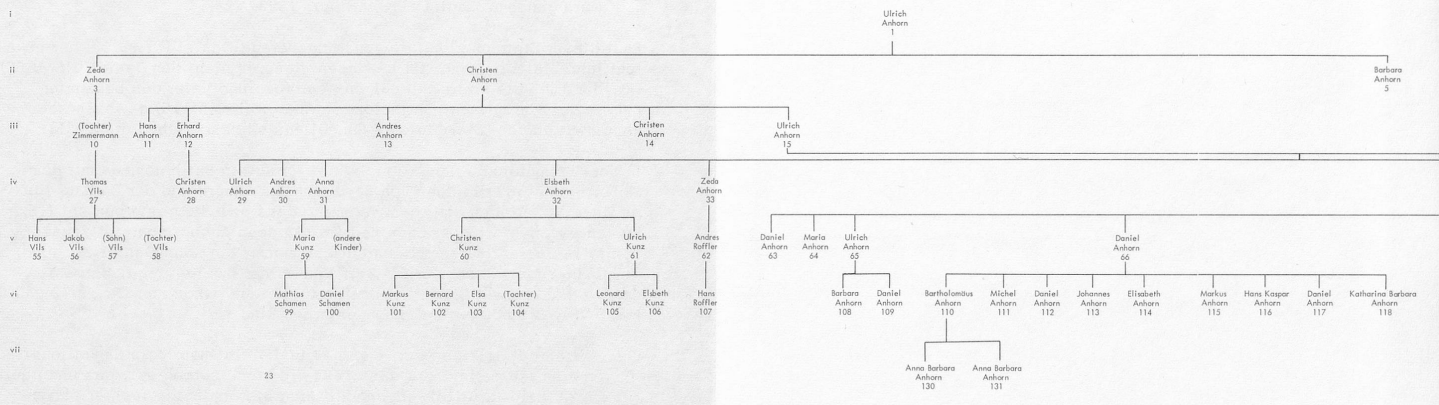 i
Ulrich
Anhorn
1
ii
Zeda
Anhorn
3
Christen
Anhorn
4
Barbara
Anhorn
5
iii
(Tochter)
Zimmermann
10
Hans
Anhorn
11
Erhard
Anhorn
12
Andres
Anhorn
13
Christen
Anhorn
14
Ulrich
Anhorn
15
iv
Thomas
Vils
27
Christen
Anhorn
28
Ulrich
Anhorn
29
Andres
Anhorn
30
Anna
Anhorn
31
Elsbeth
Anhorn
32
Zeda
Anhorn
33
v
Hans
Vils
55
Jakob
Vils
56
(Sohn)
Vils
57
(Tochter)
Vils
58
Maria
Kunz
59
(andere
Kinder)
Christen
Kunz
60
Ulrich
Kunz
61
Andres
Roffler
62
Daniel
Anhorn
63
Maria
Anhorn
64
Ulrich
Anhorn
65
Daniel
Anhorn
66
vi
Mathias
Schamen
99
Daniel
Schamen
100
Markus
Kunz
101
Bernard
Kunz
102
Elsa
Kunz
103
(Tochter)
Kunz
104
Leonard
Kunz
105
Elsbeth
Kunz
106
Hans
Roffler
107
Barbara
Anhorn
108
Daniel
Anhorn
109
Bartholomäus
Anhorn
110
Michel
Anhorn
111
Daniel
Anhorn
112
Johannes
Anhorn
113
Elisabeth
Anhorn
114
Markus
Anhorn
115
Hans Kaspar
Anhorn
116
Daniel
Anhorn
117
Katharina Barbara
Anhorn
118
vii
Anna Barbara
Anhorn
130
Anna Barbara
Anhorn
131
23